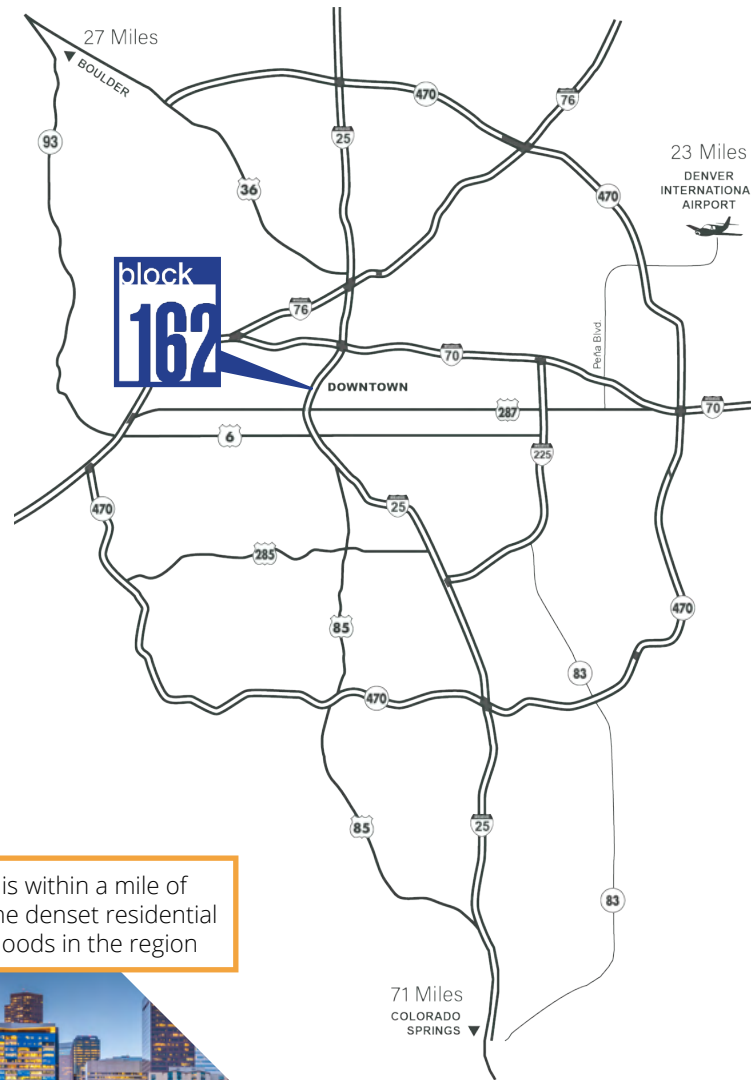 27 Miles
BOULDER
470
76
25
93
23 Miles
DENVER
INTERNATIONA
AIRPORT
36
470
block
162
76
Peña Blvd.
70
DOWNTOWN
70
287
6
225
470
25
285
470
85
83
470
85
25
is within a mile of
ne denset residential
oods in the region
83
71 Miles
COLORADO
SPRINGS